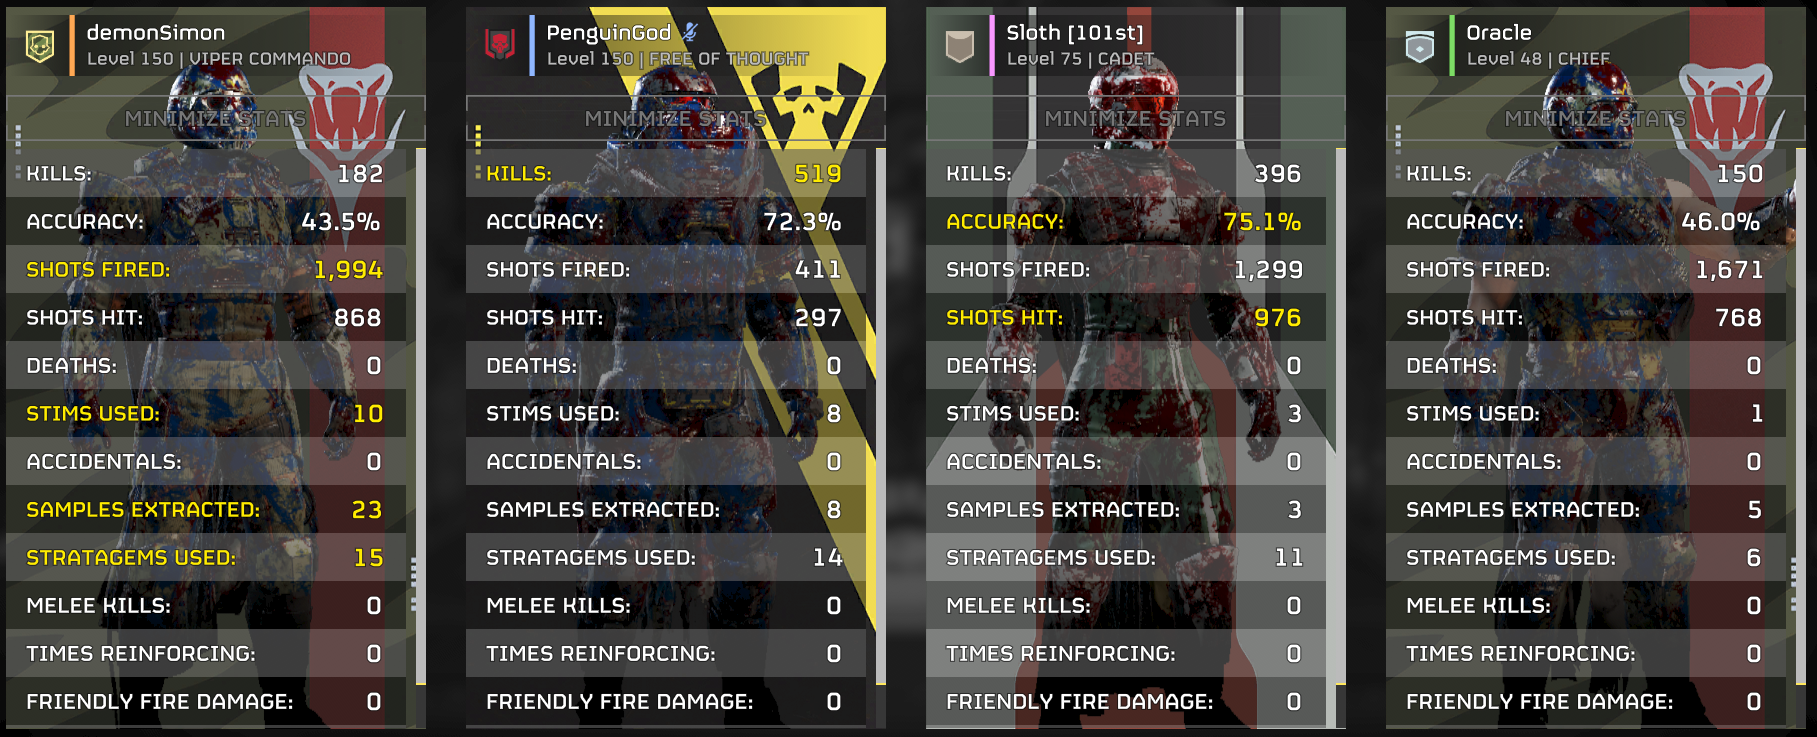 demonSimon
Level 150 | VIPER COMMANDO
MINIMIZE STATS
KILLS: 182
ACCURACY: 43.5%
SHOTS FIRED: 1,994
SHOTS HIT: 868
DEATHS: 0
STIMS USED: 10
ACCIDENTALS: 0
SAMPLES EXTRACTED: 23
STRATAGEMS USED: 15
MELEE KILLS: 0
TIMES REINFORCING: 0
FRIENDLY FIRE DAMAGE: 0
PenguinGod
Level 150 | FREE OF THOUGHT
MINIMIZE STATS
KILLS: 519
ACCURACY: 72.3%
SHOTS FIRED: 411
SHOTS HIT: 297
DEATHS: 0
STIMS USED: 8
ACCIDENTALS: 0
SAMPLES EXTRACTED: 8
STRATAGEMS USED: 14
MELEE KILLS: 0
TIMES REINFORCING: 0
FRIENDLY FIRE DAMAGE: 0
Sloth [101st]
Level 75 | CADET
MINIMIZE STATS
KILLS: 396
ACCURACY: 75.1%
SHOTS FIRED: 1,299
SHOTS HIT: 976
DEATHS: 0
STIMS USED: 3
ACCIDENTALS: 0
SAMPLES EXTRACTED: 3
STRATAGEMS USED: 11
MELEE KILLS: 0
TIMES REINFORCING: 0
FRIENDLY FIRE DAMAGE: 0
Oracle
Level 48 | CHIEF
MINIMIZE STATS
KILLS: 150
ACCURACY: 46.0%
SHOTS FIRED: 1,671
SHOTS HIT: 768
DEATHS: 0
STIMS USED: 1
ACCIDENTALS: 0
SAMPLES EXTRACTED: 5
STRATAGEMS USED: 6
MELEE KILLS: 0
TIMES REINFORCING: 0
FRIENDLY FIRE DAMAGE: 0